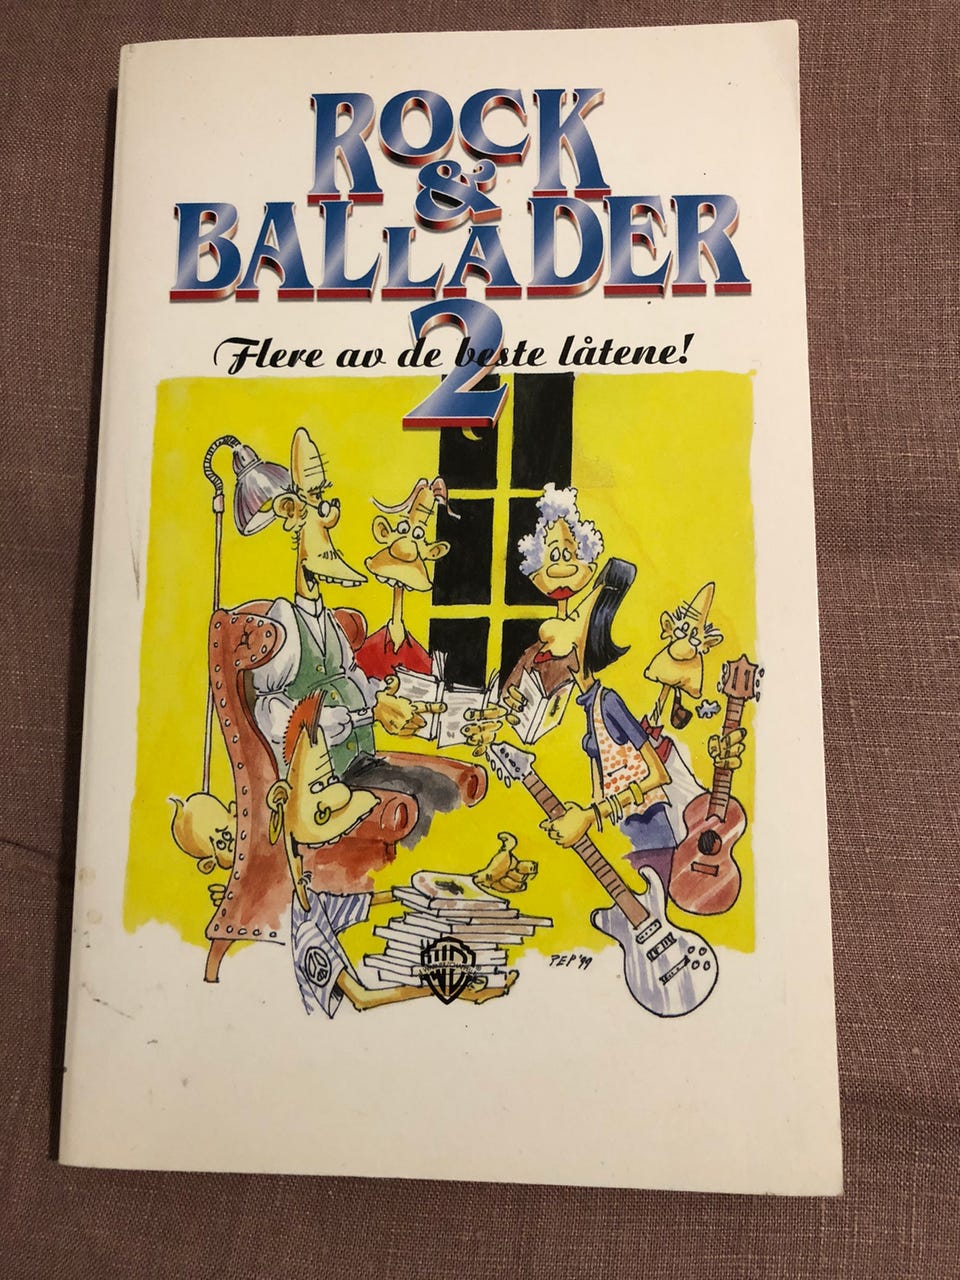 ROCK
&
BALLADER
2
Flere av de beste låtene!
PEP '99